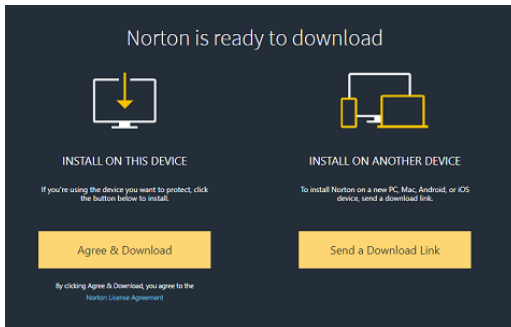 Norton is ready to download
INSTALL ON THIS DEVICE
If you're using the device you want to protect, click
the button below to install.
Agree & Download
By clicking Agree & Download, you agree to the
Norton License Agreement
INSTALL ON ANOTHER DEVICE
To install Norton on a new PC, Mac, Android, or iOS
device, send a download link.
Send a Download Link